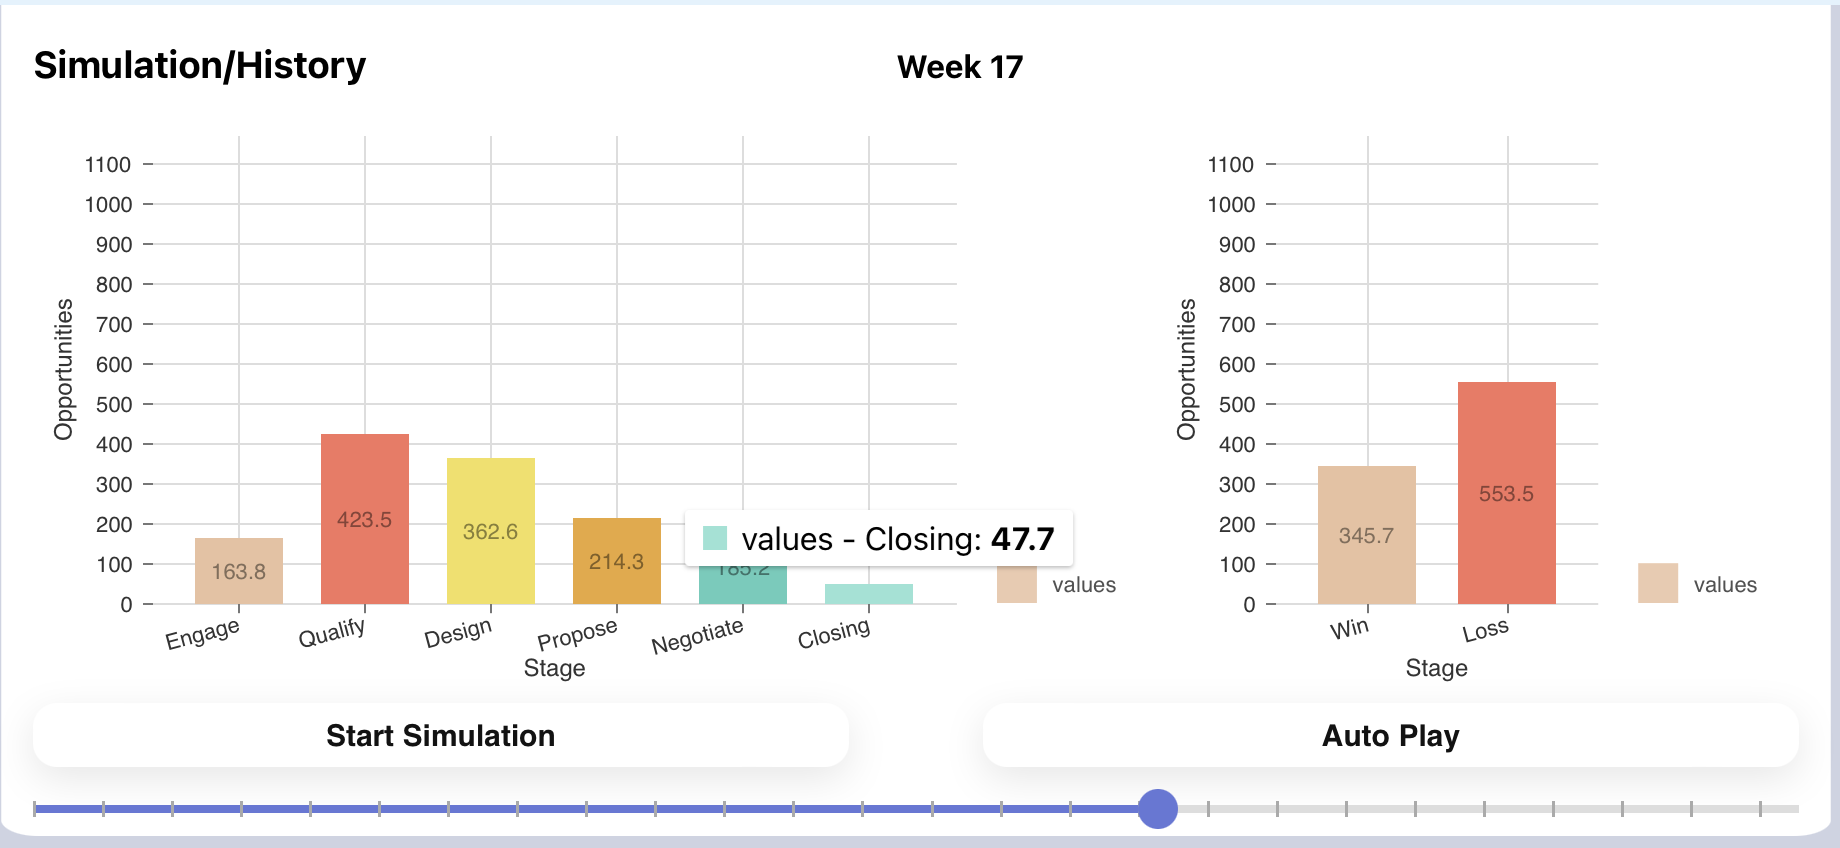 Simulation/History
Week 17
1100
1000
900
800
700
600
500
400
300
200
100
0
Opportunities
163.8
423.5
362.6
214.3
185.2
values - Closing: 47.7
values
Engage
Qualify
Design
Propose
Negotiate
Closing
Stage
1100
1000
900
800
700
600
500
400
300
200
100
0
Opportunities
345.7
553.5
values
Win
Loss
Stage
Start Simulation
Auto Play